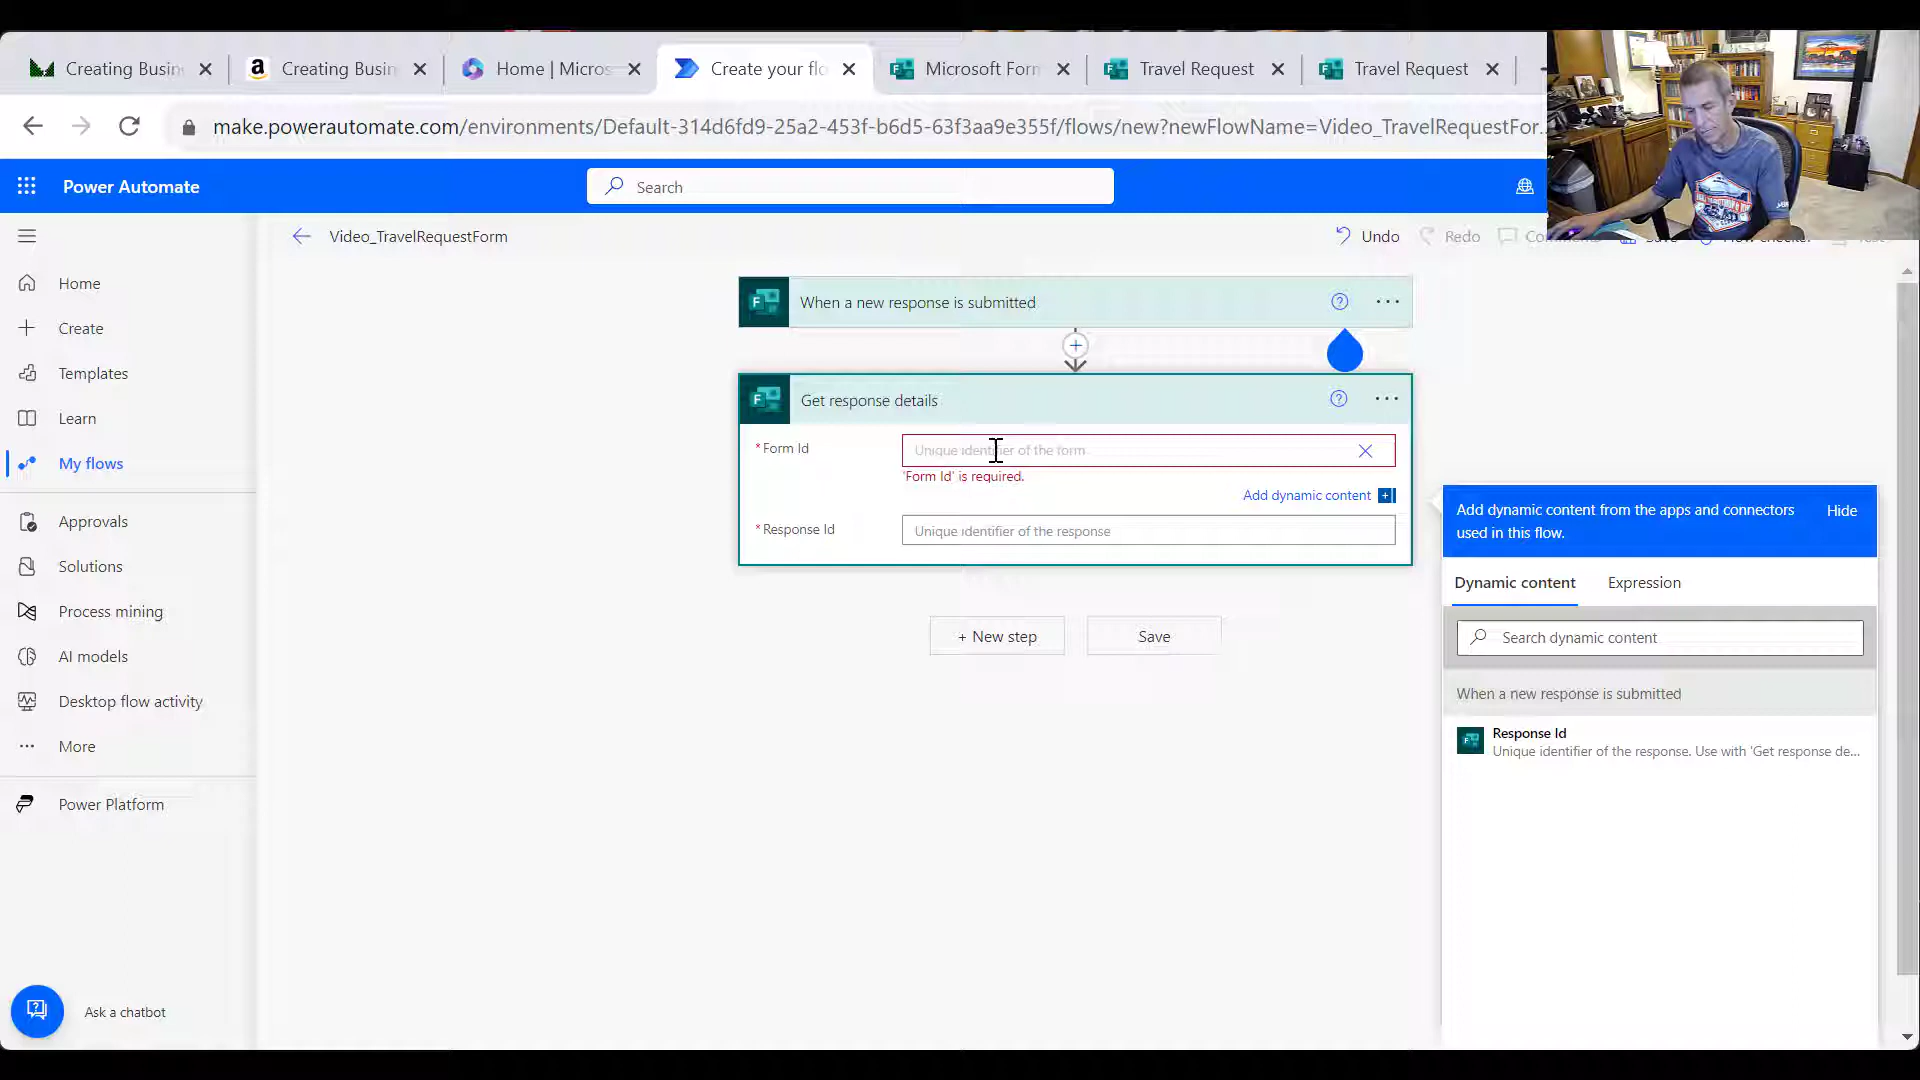 Creating Busin
Creating Busin
Home | Micros
Create your flo
Microsoft Forn
Travel Request
Travel Request
make.powerautomate.com/environments/Default-314d6fd9-25a2-453f-b6d5-63f3aa9e355f/flows/new?newFlowName=Video_TravelRequestFor...
Power Automate
Search
Video_TravelRequestForm
Undo
Redo
Home
Create
Templates
Learn
My flows
Approvals
Solutions
Process mining
AI models
Desktop flow activity
More
Power Platform
Ask a chatbot
When a new response is submitted
Get response details
* Form Id
Unique identifier of the form
'Form Id' is required.
Add dynamic content
* Response Id
Unique identifier of the response
+ New step
Save
Add dynamic content from the apps and connectors
used in this flow.
Hide
Dynamic content
Expression
Search dynamic content
When a new response is submitted
Response Id
Unique identifier of the response. Use with 'Get response de...